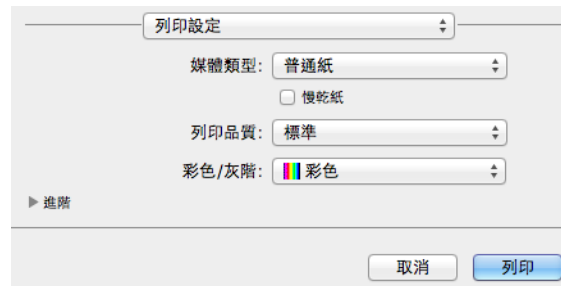 列印設定
媒體類型: 普通紙
慢乾紙
列印品質: 標準
彩色/灰階: 彩色
進階
取消 列印